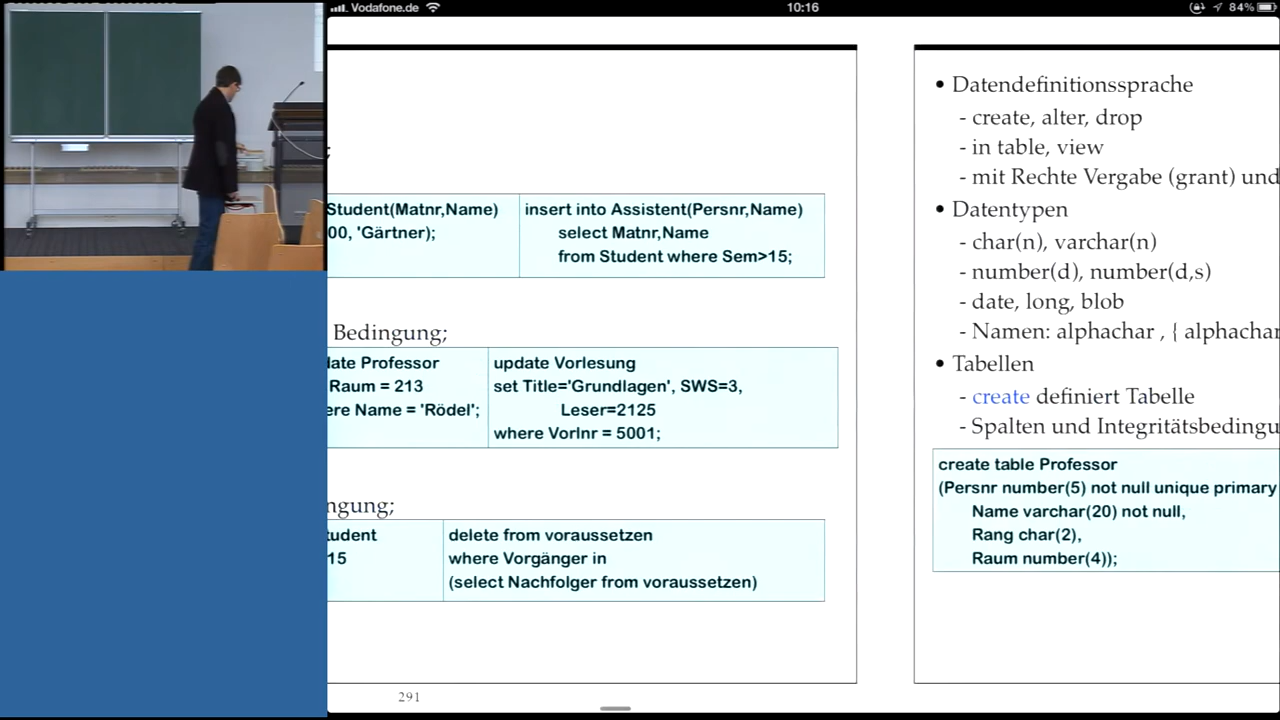 Vodafone.de
10:16
84%
;
Student(Matnr,Name)
00, 'Gärtner);
insert into Assistent(Persnr,Name)
select Matnr,Name
from Student where Sem>15;
Bedingung;
date Professor
Raum = 213
ere Name = 'Rödel';
update Vorlesung
set Title='Grundlagen', SWS=3,
Leser=2125
where Vorlnr = 5001;
ngung;
tudent
15
delete from voraussetzen
where Vorgänger in
(select Nachfolger from voraussetzen)
291
• Datendefinitionssprache
- create, alter, drop
- in table, view
- mit Rechte Vergabe (grant) und
• Datentypen
- char(n), varchar(n)
- number(d), number(d,s)
- date, long, blob
- Namen: alphachar , { alphachar
• Tabellen
- create definiert Tabelle
- Spalten und Integritätsbedingu
create table Professor
(Persnr number(5) not null unique primary
Name varchar(20) not null,
Rang char(2),
Raum number(4));